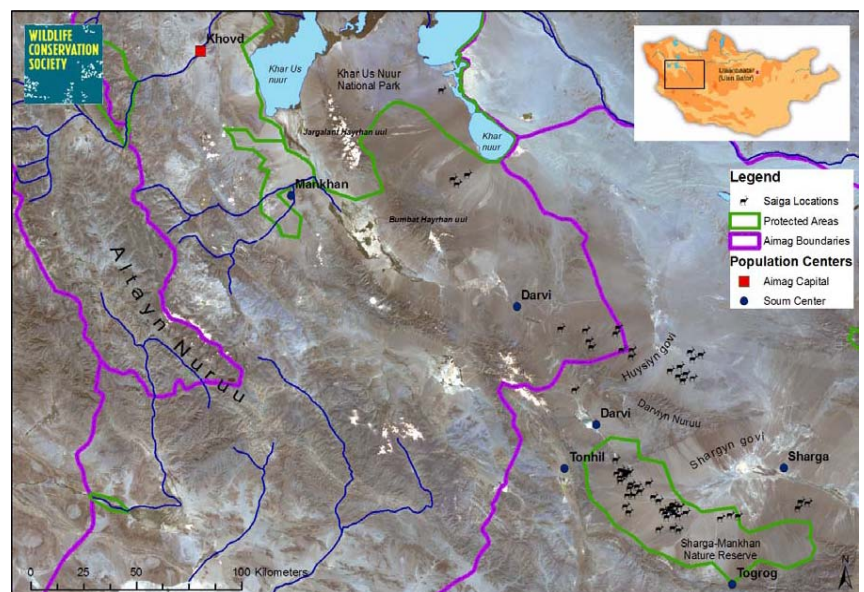 WILDLIFE
CONSERVATION
SOCIETY
Khovd
Khar Us
nuur
Khar Us Nuur
National Park
Jargalant Hayrhan uul
Khar
nuur
Mankhan
Bumbat Hayrhan uul
Altayn Nuruu
Darvi
Huysiyn govi
Darvi
Darviyn Nuruu
Shargyn govi
Tonhil
Sharga
Sharga-Mankhan
Nature Reserve
Togrog
Legend
Saiga Locations
Protected Areas
Aimag Boundaries
Population Centers
Aimag Capital
Soum Center
0 25 50 100 Kilometers
N